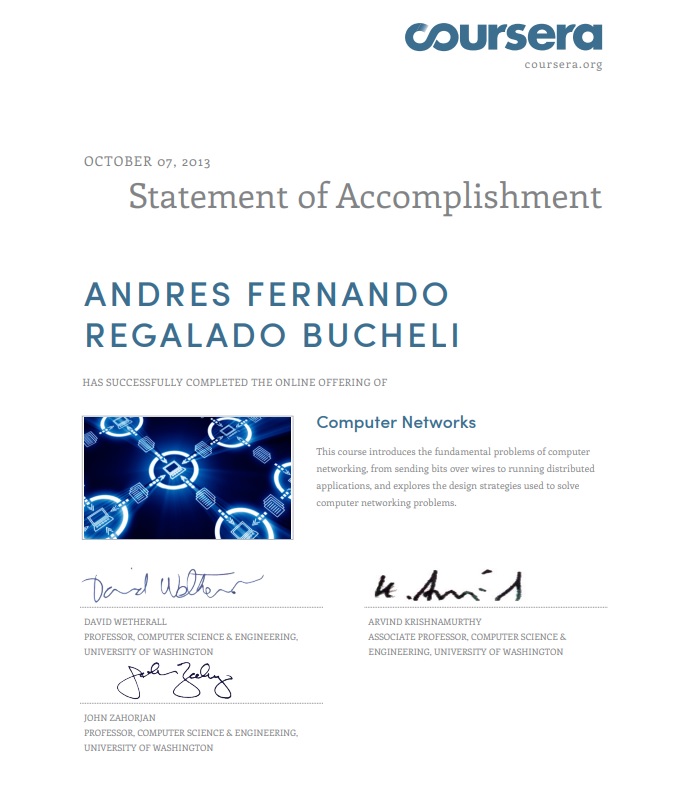 coursera
coursera.org
OCTOBER 07, 2013
Statement of Accomplishment
ANDRES FERNANDO
REGALADO BUCHELI
HAS SUCCESSFULLY COMPLETED THE ONLINE OFFERING OF
Computer Networks
This course introduces the fundamental problems of computer
networking, from sending bits over wires to running distributed
applications, and explores the design strategies used to solve
computer networking problems.
David Wetherall
K. Arvind
DAVID WETHERALL
PROFESSOR, COMPUTER SCIENCE & ENGINEERING,
UNIVERSITY OF WASHINGTON
ARVIND KRISHNAMURTHY
ASSOCIATE PROFESSOR, COMPUTER SCIENCE &
ENGINEERING, UNIVERSITY OF WASHINGTON
John Zahorjan
JOHN ZAHORJAN
PROFESSOR, COMPUTER SCIENCE & ENGINEERING,
UNIVERSITY OF WASHINGTON